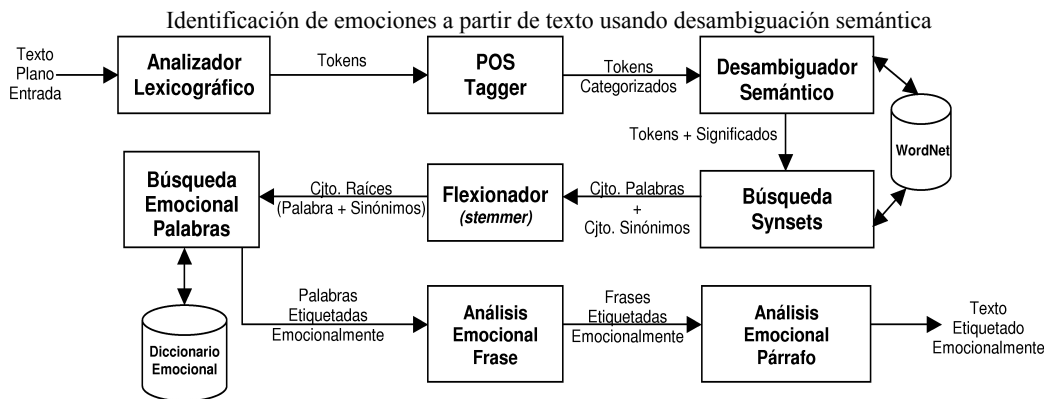 Identificación de emociones a partir de texto usando desambiguación semántica
Texto
Plano
Entrada
Analizador
Lexicográfico
Tokens
POS
Tagger
Tokens
Categorizados
Desambiguador
Semántico
WordNet
Tokens + Significados
Búsqueda
Synsets
Cjto. Palabras
+
Cjto. Sinónimos
Flexionador
(stemmer)
Cjto. Raíces
(Palabra + Sinónimos)
Búsqueda
Emocional
Palabras
Diccionario
Emocional
Palabras
Etiquetadas
Emocionalmente
Análisis
Emocional
Frase
Frases
Etiquetadas
Emocionalmente
Análisis
Emocional
Párrafo
Texto
Etiquetado
Emocionalmente